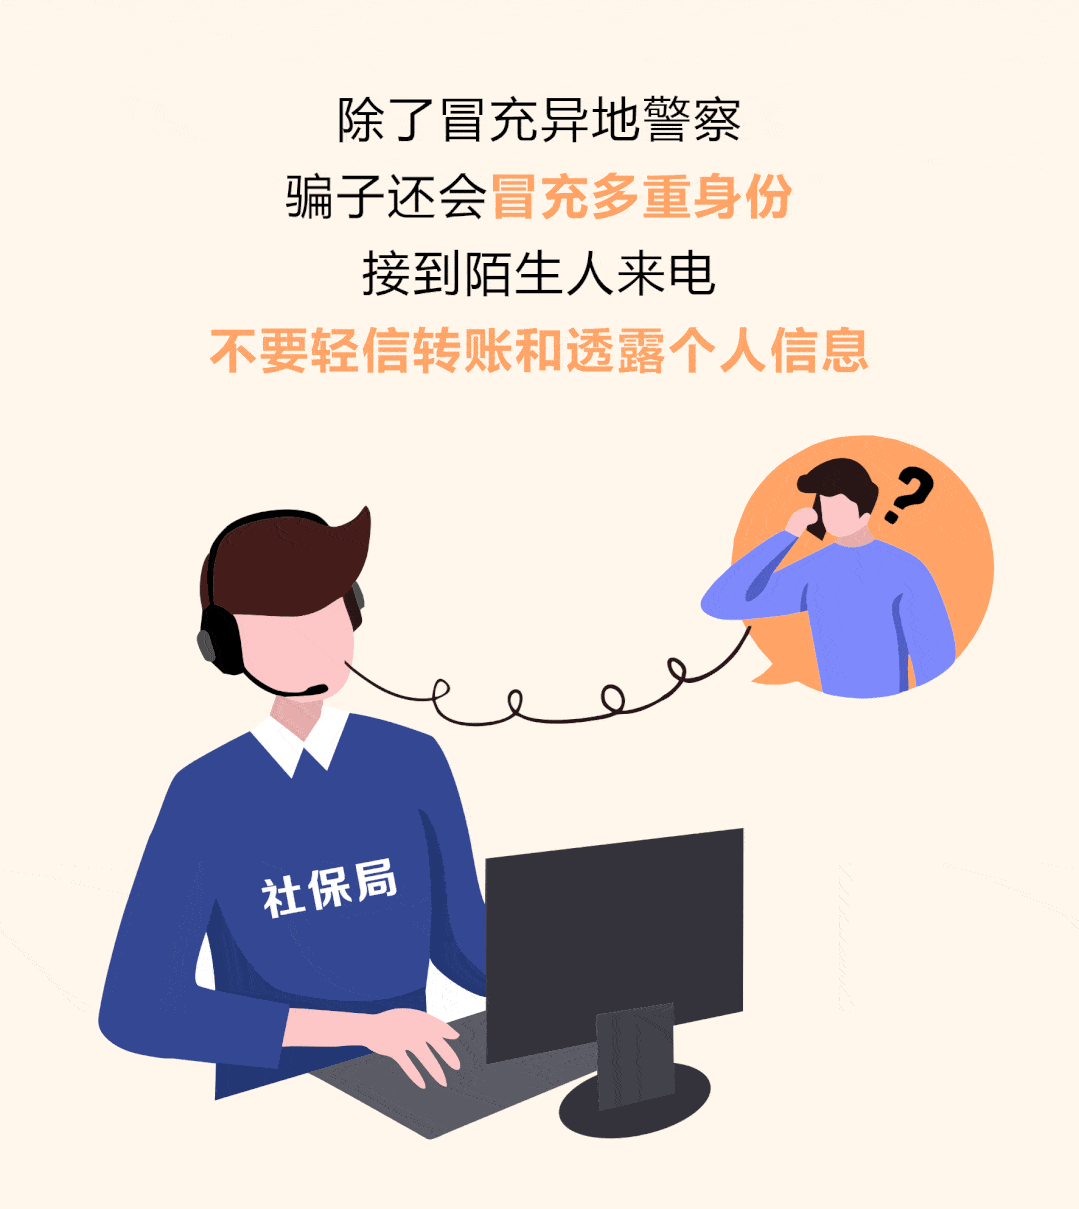 除了冒充异地警察
骗子还会冒充多重身份
接到陌生人来电
不要轻信转账和透露个人信息
?
社保局